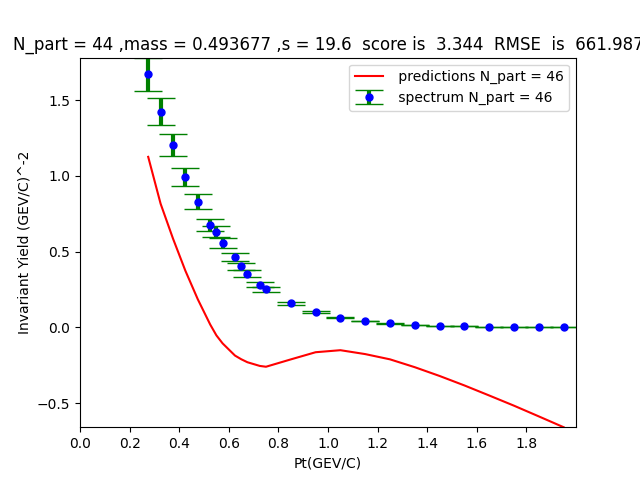 N_part = 44 ,mass = 0.493677 ,s = 19.6  score is  3.344  RMSE  is  661.987
predictions N_part = 46
spectrum N_part = 46
Invariant Yield (GEV/C)^-2
1.5
1.0
0.5
0.0
−0.5
0.0 0.2 0.4 0.6 0.8 1.0 1.2 1.4 1.6 1.8
Pt(GEV/C)